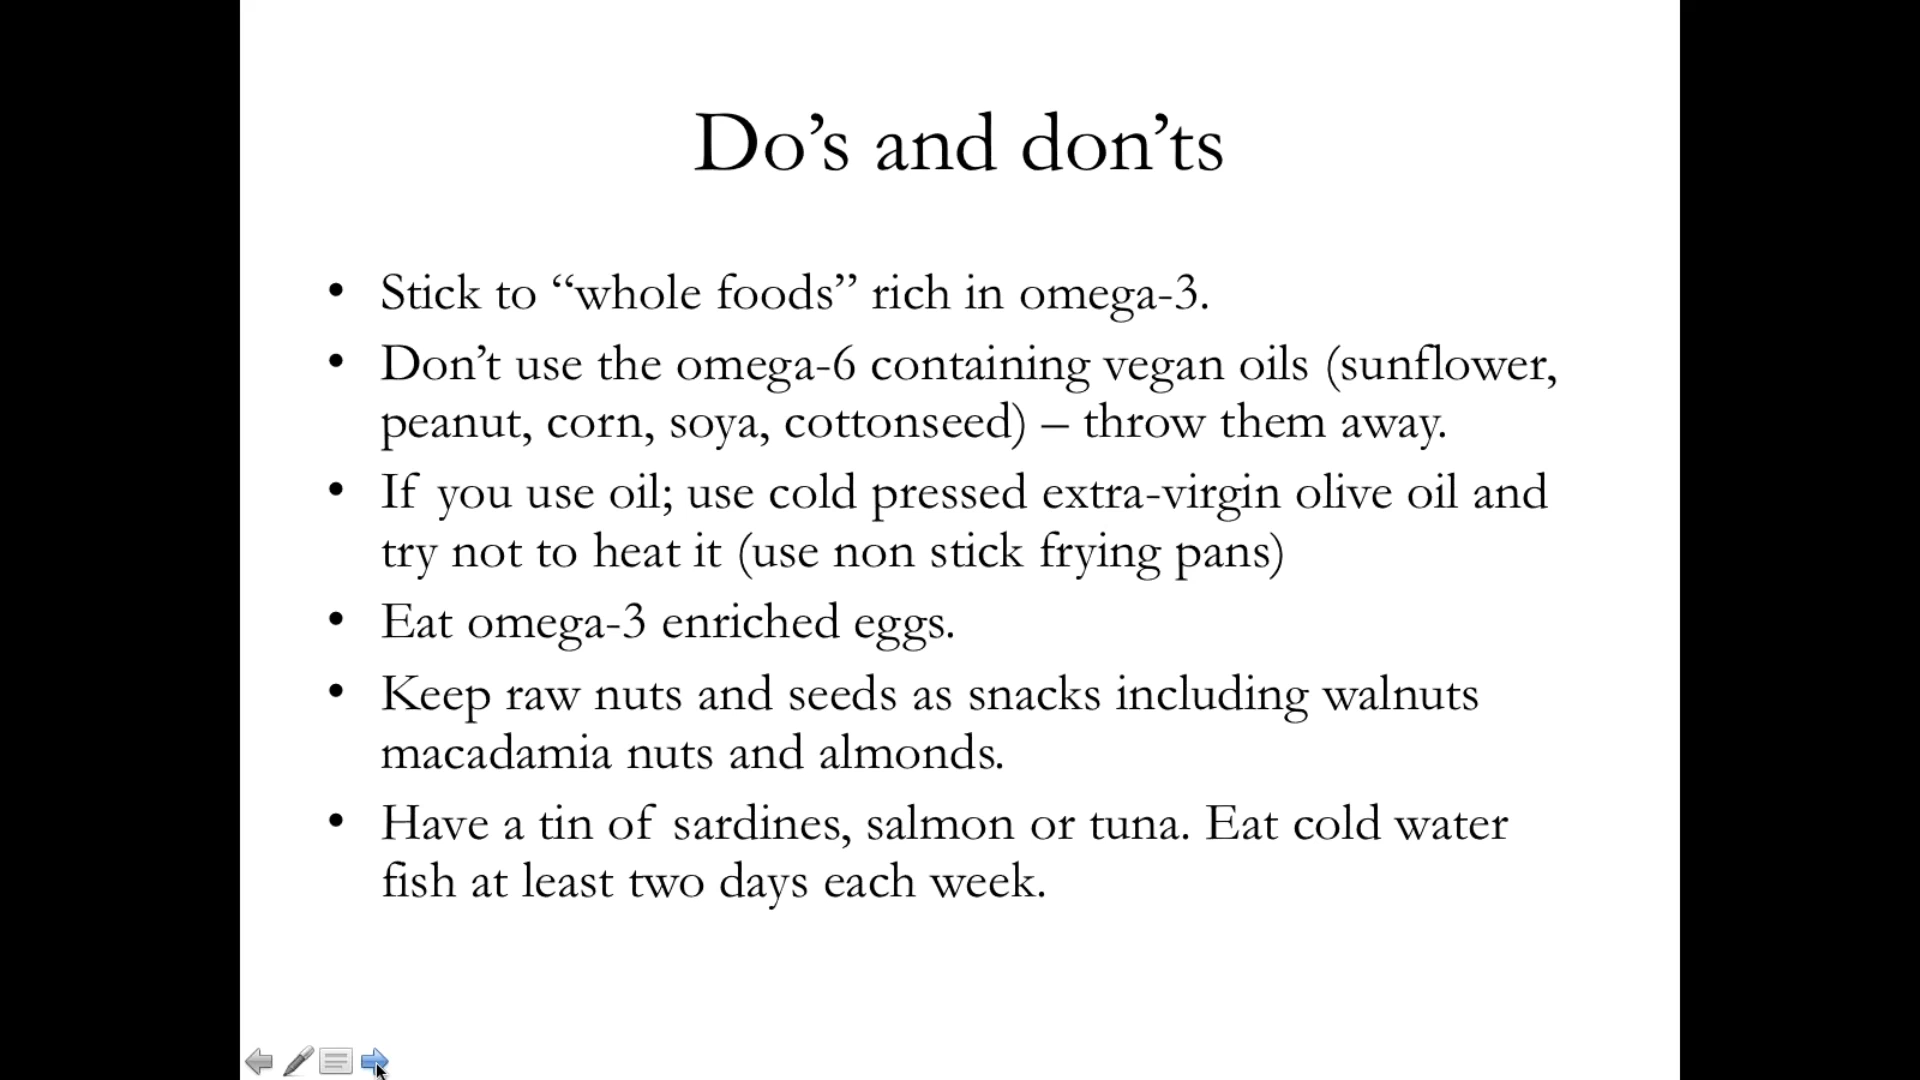 Do’s and don’ts
• Stick to “whole foods” rich in omega-3.
• Don’t use the omega-6 containing vegan oils (sunflower,
peanut, corn, soya, cottonseed) – throw them away.
• If you use oil; use cold pressed extra-virgin olive oil and
try not to heat it (use non stick frying pans)
• Eat omega-3 enriched eggs.
• Keep raw nuts and seeds as snacks including walnuts
macadamia nuts and almonds.
• Have a tin of sardines, salmon or tuna. Eat cold water
fish at least two days each week.